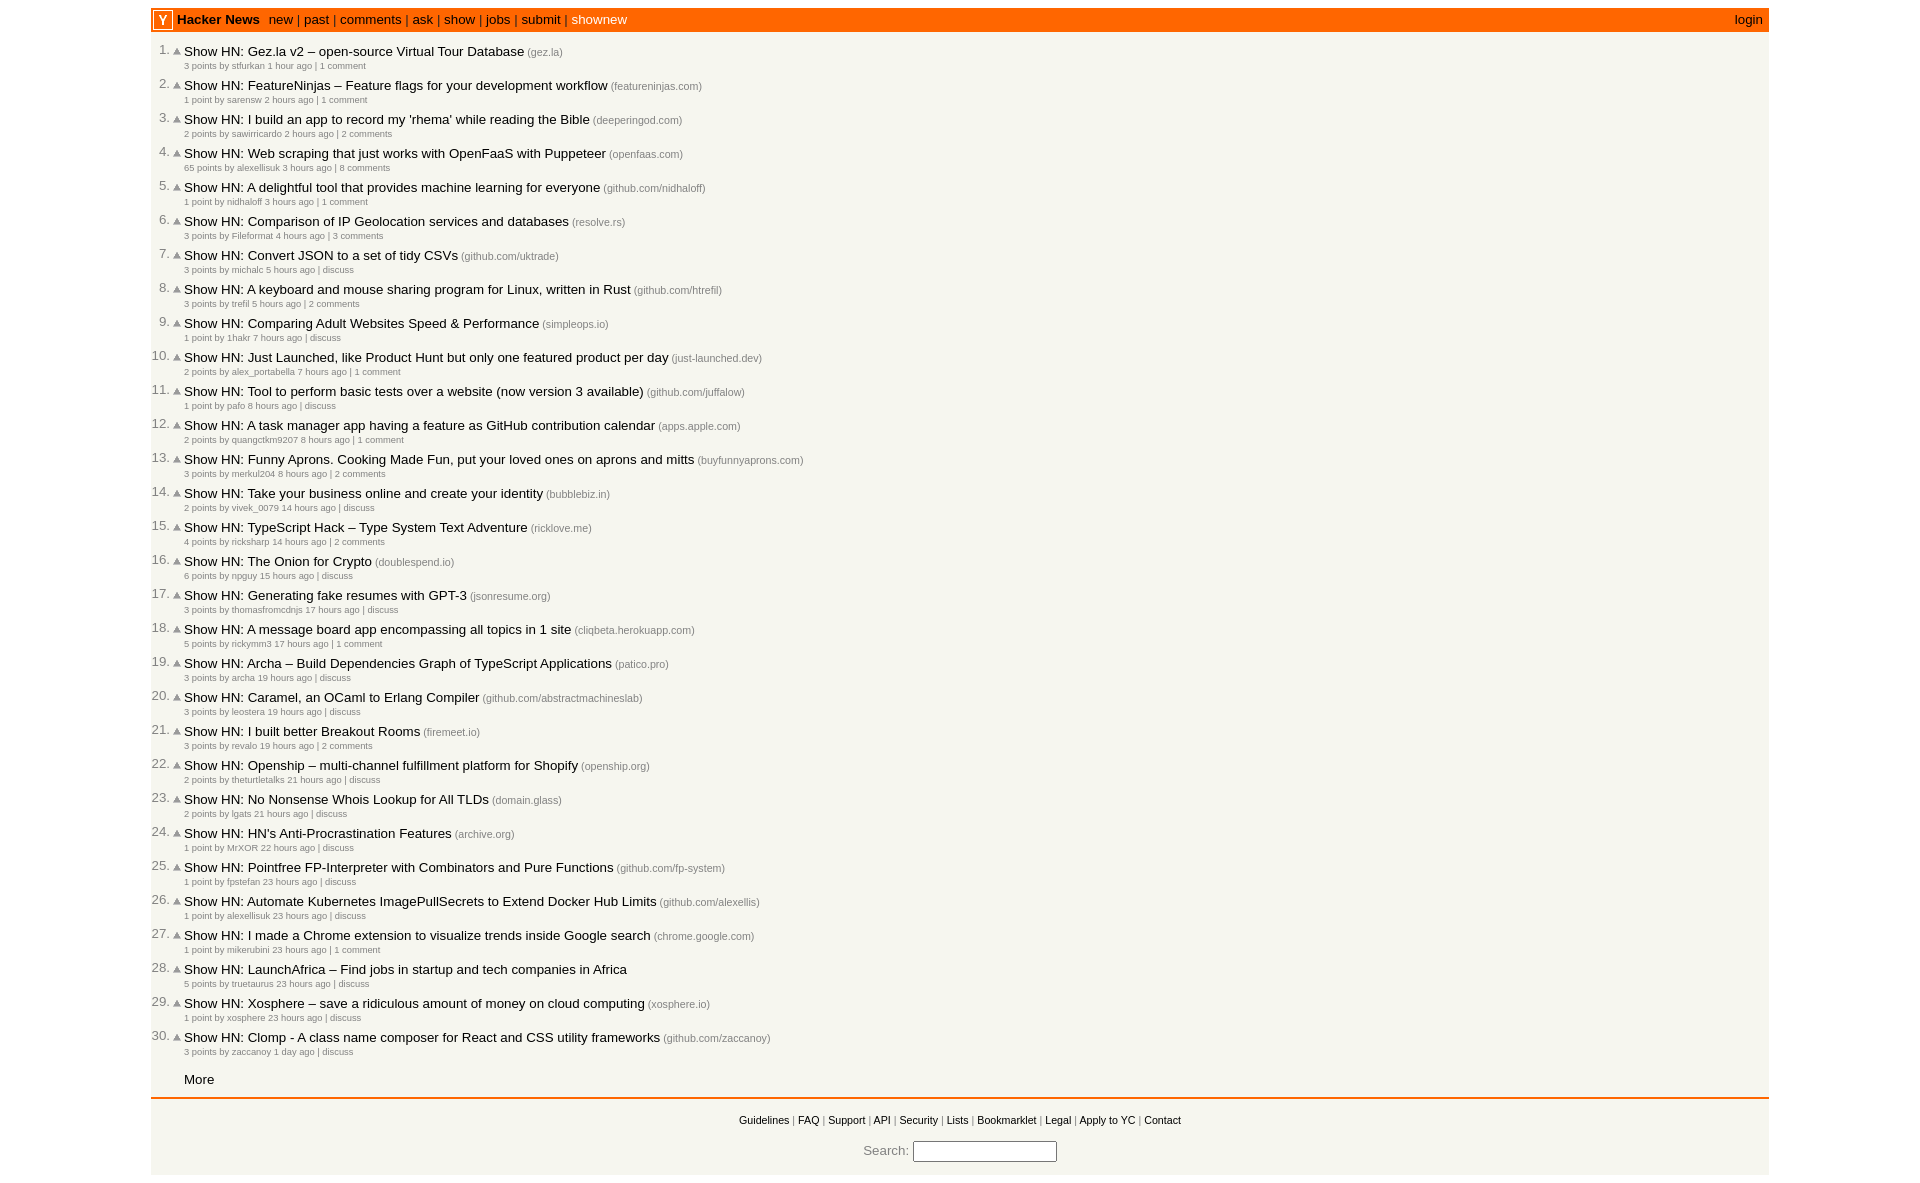 Y Hacker News new | past | comments | ask | show | jobs | submit | shownew login
1. Show HN: Gez.la v2 – open-source Virtual Tour Database (gez.la)
3 points by stfurkan 1 hour ago | 1 comment
2. Show HN: FeatureNinjas – Feature flags for your development workflow (featureninjas.com)
1 point by sarensw 2 hours ago | 1 comment
3. Show HN: I build an app to record my 'rhema' while reading the Bible (deeperingod.com)
2 points by sawirricardo 2 hours ago | 2 comments
4. Show HN: Web scraping that just works with OpenFaaS with Puppeteer (openfaas.com)
65 points by alexellisuk 3 hours ago | 8 comments
5. Show HN: A delightful tool that provides machine learning for everyone (github.com/nidhaloff)
1 point by nidhaloff 3 hours ago | 1 comment
6. Show HN: Comparison of IP Geolocation services and databases (resolve.rs)
3 points by Fileformat 4 hours ago | 3 comments
7. Show HN: Convert JSON to a set of tidy CSVs (github.com/uktrade)
3 points by michalc 5 hours ago | discuss
8. Show HN: A keyboard and mouse sharing program for Linux, written in Rust (github.com/htrefil)
3 points by trefil 5 hours ago | 2 comments
9. Show HN: Comparing Adult Websites Speed & Performance (simpleops.io)
1 point by 1hakr 7 hours ago | discuss
10. Show HN: Just Launched, like Product Hunt but only one featured product per day (just-launched.dev)
2 points by alex_portabella 7 hours ago | 1 comment
11. Show HN: Tool to perform basic tests over a website (now version 3 available) (github.com/juffalow)
1 point by pafo 8 hours ago | discuss
12. Show HN: A task manager app having a feature as GitHub contribution calendar (apps.apple.com)
2 points by quangctkm9207 8 hours ago | 1 comment
13. Show HN: Funny Aprons. Cooking Made Fun, put your loved ones on aprons and mitts (buyfunnyaprons.com)
3 points by merkul204 8 hours ago | 2 comments
14. Show HN: Take your business online and create your identity (bubblebiz.in)
2 points by vivek_0079 14 hours ago | discuss
15. Show HN: TypeScript Hack – Type System Text Adventure (ricklove.me)
4 points by ricksharp 14 hours ago | 2 comments
16. Show HN: The Onion for Crypto (doublespend.io)
6 points by npguy 15 hours ago | discuss
17. Show HN: Generating fake resumes with GPT-3 (jsonresume.org)
3 points by thomasfromcdnjs 17 hours ago | discuss
18. Show HN: A message board app encompassing all topics in 1 site (cliqbeta.herokuapp.com)
5 points by rickymm3 17 hours ago | 1 comment
19. Show HN: Archa – Build Dependencies Graph of TypeScript Applications (patico.pro)
3 points by archa 19 hours ago | discuss
20. Show HN: Caramel, an OCaml to Erlang Compiler (github.com/abstractmachineslab)
3 points by leostera 19 hours ago | discuss
21. Show HN: I built better Breakout Rooms (firemeet.io)
3 points by revalo 19 hours ago | 2 comments
22. Show HN: Openship – multi-channel fulfillment platform for Shopify (openship.org)
2 points by theturtletalks 21 hours ago | discuss
23. Show HN: No Nonsense Whois Lookup for All TLDs (domain.glass)
2 points by lgats 21 hours ago | discuss
24. Show HN: HN's Anti-Procrastination Features (archive.org)
1 point by MrXOR 22 hours ago | discuss
25. Show HN: Pointfree FP-Interpreter with Combinators and Pure Functions (github.com/fp-system)
1 point by fpstefan 23 hours ago | discuss
26. Show HN: Automate Kubernetes ImagePullSecrets to Extend Docker Hub Limits (github.com/alexellis)
1 point by alexellisuk 23 hours ago | discuss
27. Show HN: I made a Chrome extension to visualize trends inside Google search (chrome.google.com)
1 point by mikerubini 23 hours ago | 1 comment
28. Show HN: LaunchAfrica – Find jobs in startup and tech companies in Africa
5 points by truetaurus 23 hours ago | discuss
29. Show HN: Xosphere – save a ridiculous amount of money on cloud computing (xosphere.io)
1 point by xosphere 23 hours ago | discuss
30. Show HN: Clomp - A class name composer for React and CSS utility frameworks (github.com/zaccanoy)
3 points by zaccanoy 1 day ago | discuss
More
Guidelines | FAQ | Support | API | Security | Lists | Bookmarklet | Legal | Apply to YC | Contact
Search: